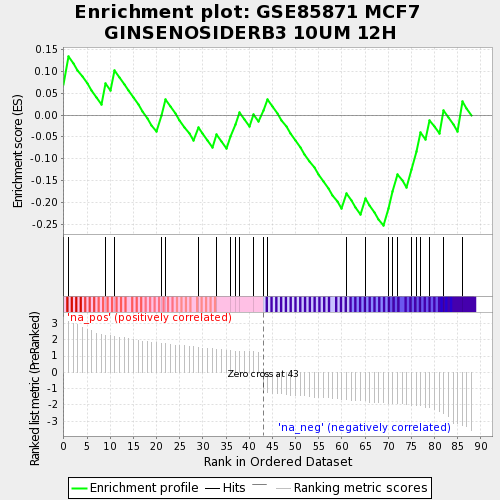 Enrichment plot: GSE85871 MCF7
GINSENOSIDERB3 10UM 12H
Enrichment score (ES)
0.15
0.10
0.05
0.00
-0.05
-0.10
-0.15
-0.20
-0.25
'na_pos' (positively correlated)
Ranked list metric (PreRanked)
3
2
1
0
-1
-2
-3
Zero cross at 43
'na_neg' (negatively correlated)
0 5 10 15 20 25 30 35 40 45 50 55 60 65 70 75 80 85 90
Rank in Ordered Dataset
Enrichment profile Hits Ranking metric scores